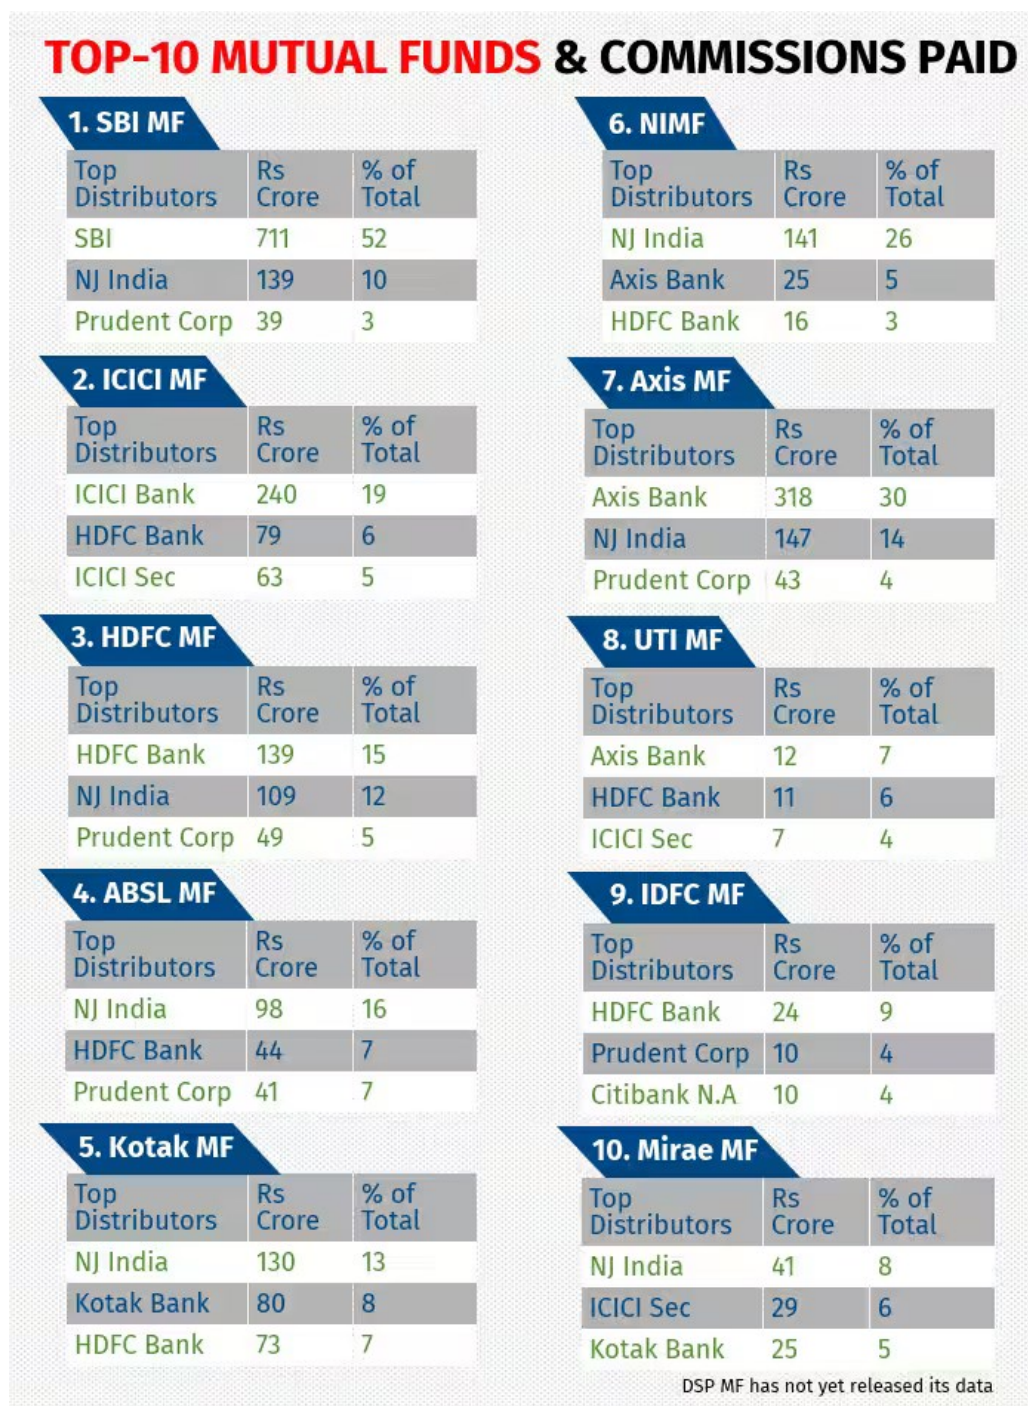 TOP-10 MUTUAL FUNDS & COMMISSIONS PAID
1. SBI MF
Top Distributors Rs Crore % of Total
SBI 711 52
NJ India 139 10
Prudent Corp 39 3
2. ICICI MF
Top Distributors Rs Crore % of Total
ICICI Bank 240 19
HDFC Bank 79 6
ICICI Sec 63 5
3. HDFC MF
Top Distributors Rs Crore % of Total
HDFC Bank 139 15
NJ India 109 12
Prudent Corp 49 5
4. ABSL MF
Top Distributors Rs Crore % of Total
NJ India 98 16
HDFC Bank 44 7
Prudent Corp 41 7
5. Kotak MF
Top Distributors Rs Crore % of Total
NJ India 130 13
Kotak Bank 80 8
HDFC Bank 73 7
6. NIMF
Top Distributors Rs Crore % of Total
NJ India 141 26
Axis Bank 25 5
HDFC Bank 16 3
7. Axis MF
Top Distributors Rs Crore % of Total
Axis Bank 318 30
NJ India 147 14
Prudent Corp 43 4
8. UTI MF
Top Distributors Rs Crore % of Total
Axis Bank 12 7
HDFC Bank 11 6
ICICI Sec 7 4
9. IDFC MF
Top Distributors Rs Crore % of Total
HDFC Bank 24 9
Prudent Corp 10 4
Citibank N.A 10 4
10. Mirae MF
Top Distributors Rs Crore % of Total
NJ India 41 8
ICICI Sec 29 6
Kotak Bank 25 5
DSP MF has not yet released its data